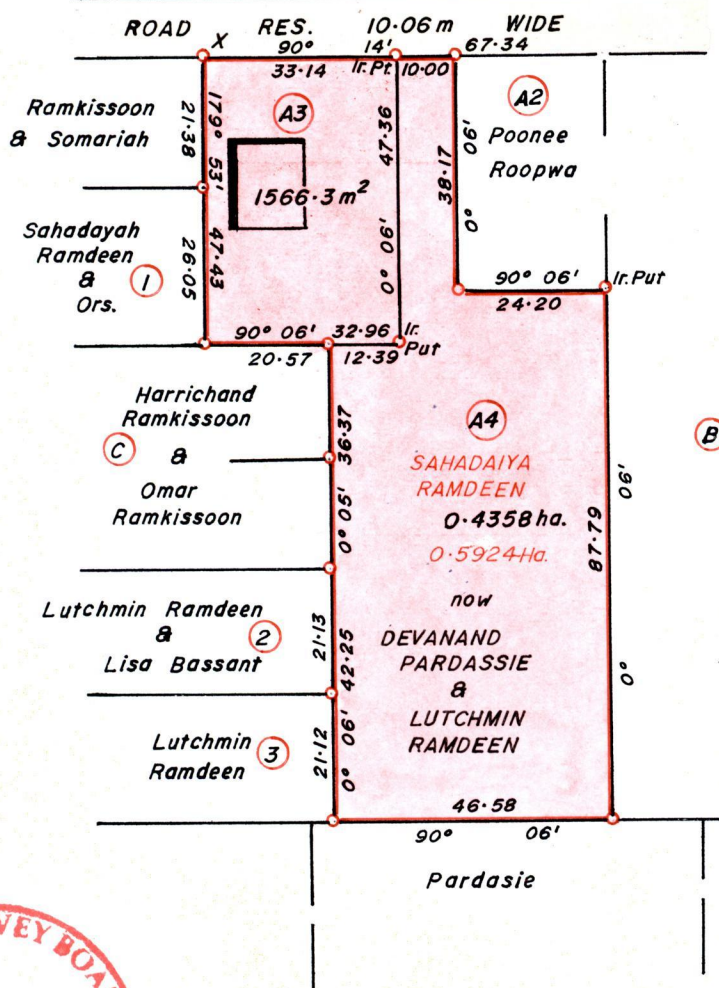 ROAD X RES. 10·06 m WIDE
90° 14' 67·34
33·14 Ir. Pt. 10·00
Ramkissoon
& Somariah
21·38
179° 53'
47·43
A3
1566·3 m²
47·36
0° 06'
38·17
0° 06'
A2
Poonee
Roopwa
Sahadayah
Ramdeen
&
Ors.
1
26·05
90° 06'
24·20
Ir. Put
90° 06' 32·96 Ir.
Put
20·57 12·39
Harrichand
Ramkissoon
C
&
Omar
Ramkissoon
36·37
0° 05'
A4
SAHADAIYA
RAMDEEN
0·4358 ha.
0·5924 Ha.
now
DEVANAND
PARDASSIE
&
LUTCHMIN
RAMDEEN
87·79
0° 06'
B
Lutchmin Ramdeen
&
2
Lisa Bassant
21·13
42·25
Lutchmin
3
Ramdeen
21·12
0° 06'
46·58
90° 06'
Pardasie